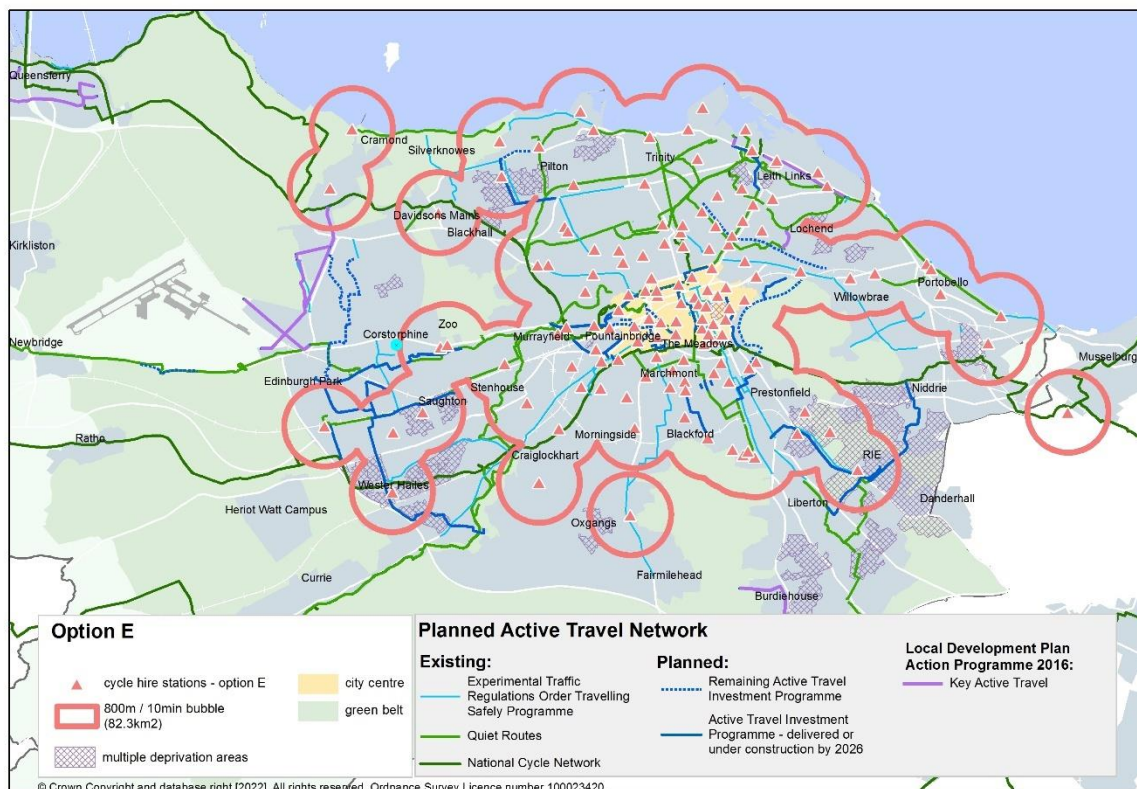 Queensferry
Cramond
Silverknowes
Pilton
Trinity
Leith Links
Davidsons Mains
Blackhall
Lochend
Kirkliston
Portobello
Willowbrae
Zoo
Corstorphine
Murrayfield
Fountainbridge
The Meadows
Newbridge
Musselburg
Edinburgh Park
Stenhouse
Marchmont
Prestonfield
Niddrie
Saughton
Ratho
Morningside
Blackford
Craiglockhart
RIE
Wester Hailes
Liberton
Danderhall
Heriot Watt Campus
Oxgangs
Currie
Fairmilehead
Burdiehouse
Option E
cycle hire stations - option E
800m / 10min bubble
(82.3km2)
multiple deprivation areas
city centre
green belt
Planned Active Travel Network
Existing:
Experimental Traffic
Regulations Order Travelling
Safely Programme
Quiet Routes
National Cycle Network
Planned:
Remaining Active Travel
Investment Programme
Active Travel Investment
Programme - delivered or
under construction by 2026
Local Development Plan
Action Programme 2016:
Key Active Travel
© Crown Copyright and database right [2022]. All rights reserved. Ordnance Survey Licence number 100023420